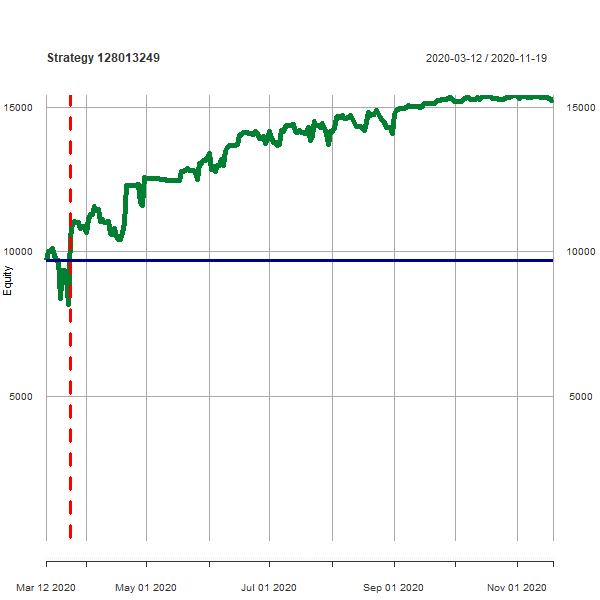 Strategy 128013249
2020-03-12 / 2020-11-19
15000
15000
10000
10000
Equity
5000
5000
Mar 12 2020
May 01 2020
Jul 01 2020
Sep 01 2020
Nov 01 2020